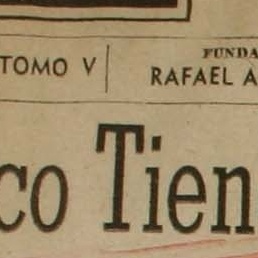 TOMO V
FUNDA
RAFAEL A
co Tien